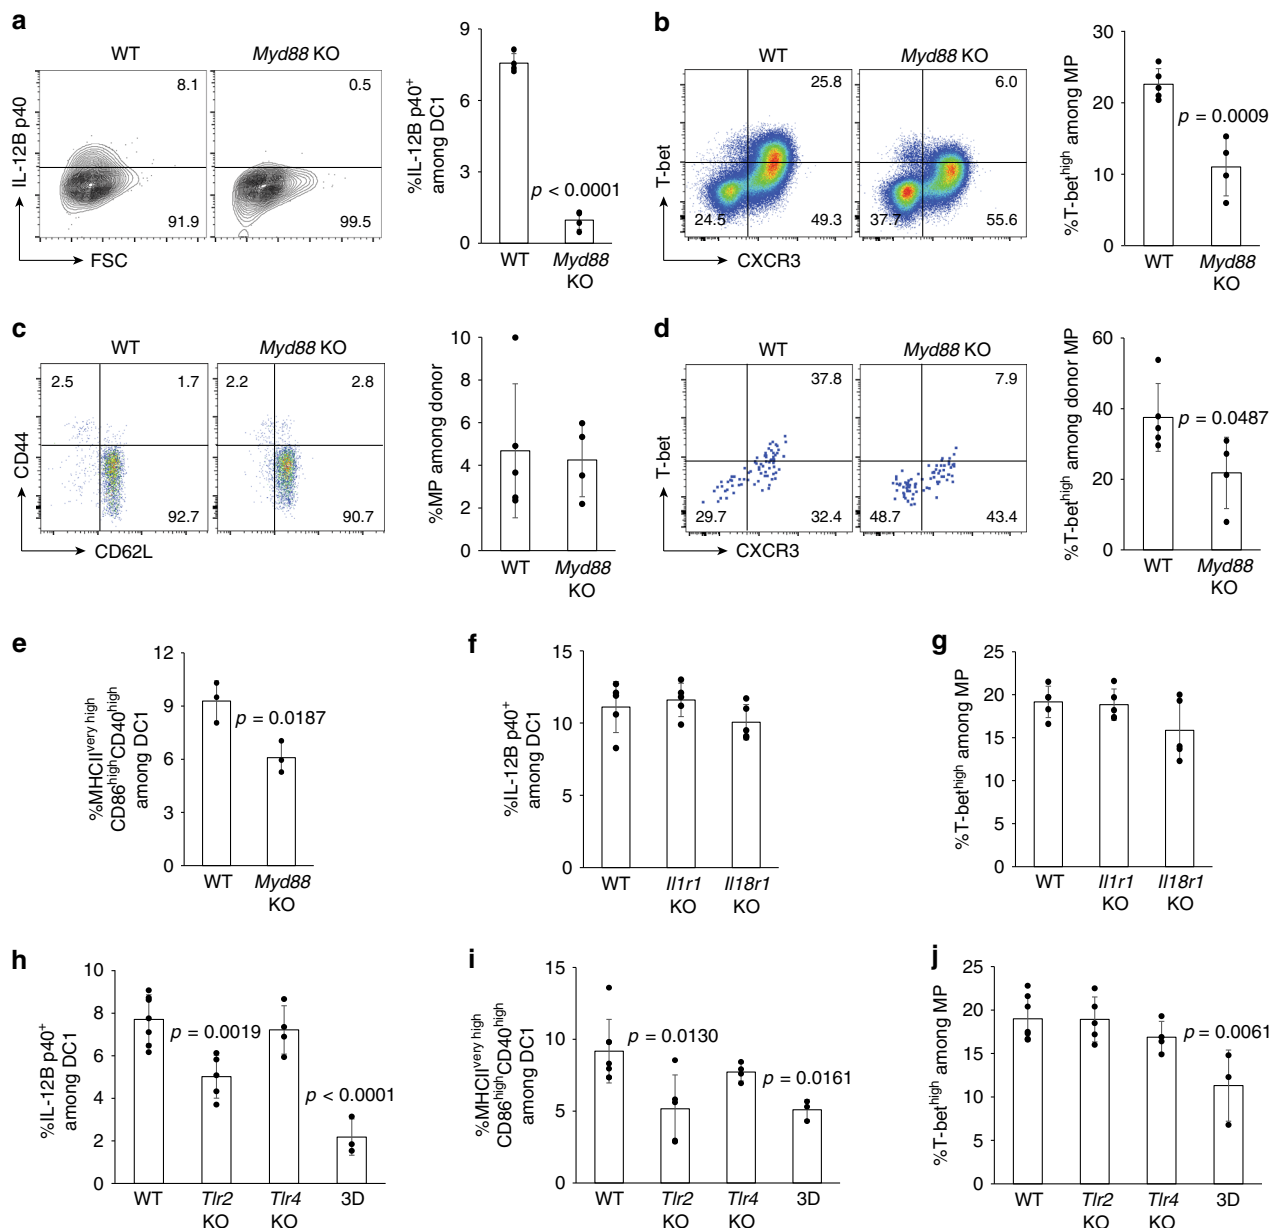 a
WT
Myd88 KO
IL-12B p40
8.1
91.9
0.5
99.5
FSC
%IL-12B p40+
among DC1
9
6
3
0
p < 0.0001
WT
Myd88
KO
b
WT
Myd88 KO
T-bet
25.8
24.5
49.3
6.0
37.7
55.6
CXCR3
%T-bethigh among MP
30
20
10
0
p = 0.0009
WT
Myd88
KO
c
WT
Myd88 KO
CD44
2.5
1.7
92.7
2.2
2.8
90.7
CD62L
%MP among donor
10
8
6
4
2
0
WT
Myd88
KO
d
WT
Myd88 KO
T-bet
37.8
29.7
32.4
7.9
48.7
43.4
CXCR3
%T-bethigh among donor MP
60
40
20
0
p = 0.0487
WT
Myd88
KO
e
%MHCIIvery high
CD86highCD40high
among DC1
12
9
6
3
0
p = 0.0187
WT
Myd88
KO
f
%IL-12B p40+
among DC1
15
10
5
0
WT
Il1r1
KO
Il18r1
KO
g
%T-bethigh among MP
25
20
15
10
5
0
WT
Il1r1
KO
Il18r1
KO
h
%IL-12B p40+
among DC1
10
8
6
4
2
0
p = 0.0019
p < 0.0001
WT
Tlr2
KO
Tlr4
KO
3D
i
%MHCIIvery high
CD86highCD40high
among DC1
15
10
5
0
p = 0.0130
p = 0.0161
WT
Tlr2
KO
Tlr4
KO
3D
j
%T-bethigh among MP
25
20
15
10
5
0
p = 0.0061
WT
Tlr2
KO
Tlr4
KO
3D